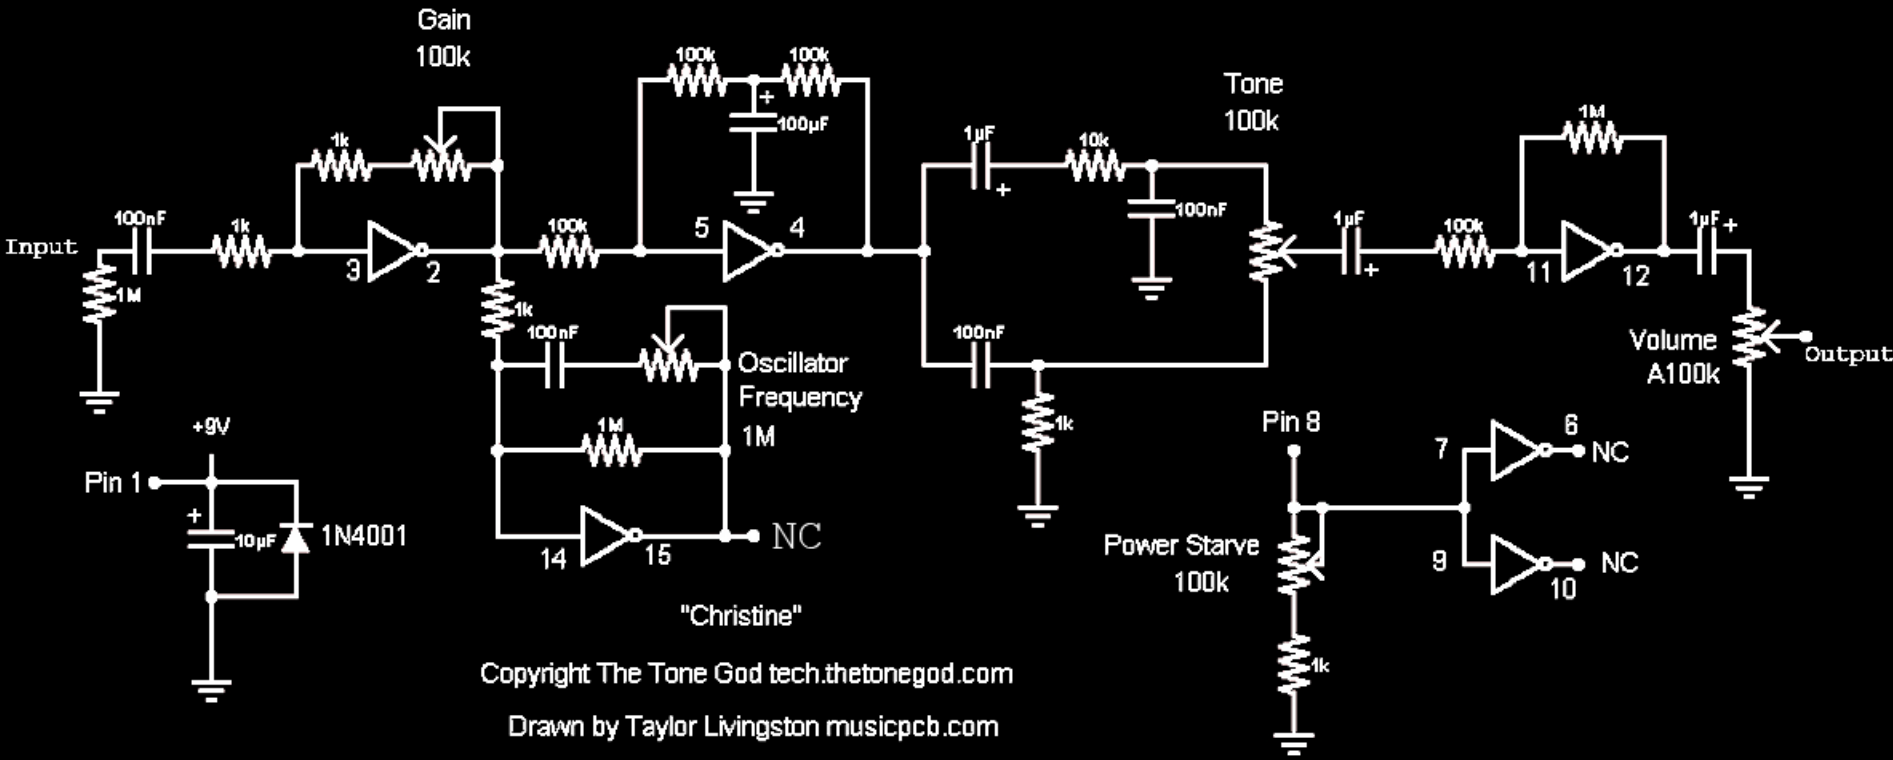 Gain
100k
100k
100k
+
100µF
Tone
100k
1k
1µF
+
10k
100nF
1M
100nF
1k
Input
1M
3
2
100k
5
4
1µF
+
100k
11
12
1µF
+
1k
100nF
Oscillator
Frequency
1M
1M
14
15
NC
100nF
1k
Volume
A100k
Output
+9V
Pin 1
+
10µF
1N4001
Pin 8
Power Starve
100k
1k
7
6
NC
9
10
NC
"Christine"
Copyright The Tone God tech.thetonegod.com
Drawn by Taylor Livingston musicpcb.com